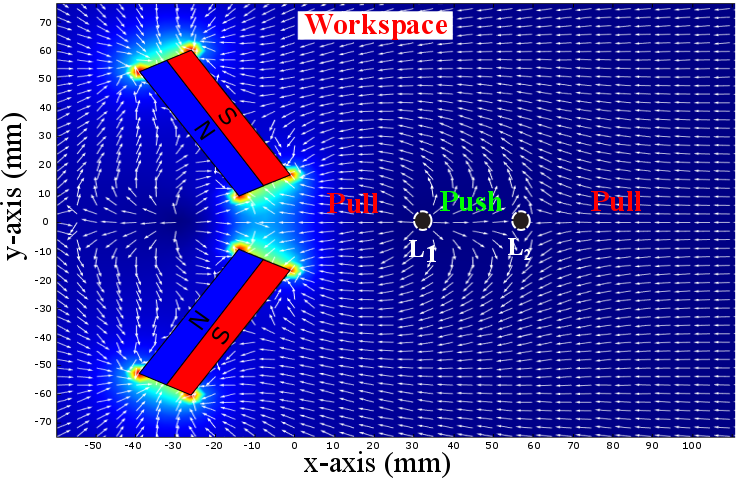 Workspace
y-axis (mm)
70
60
50
40
30
20
10
0
-10
-20
-30
-40
-50
-60
-70
S
N
Pull
Push
Pull
L1
L2
N
S
-50 -40 -30 -20 -10 0 10 20 30 40 50 60 70 80 90 100
x-axis (mm)